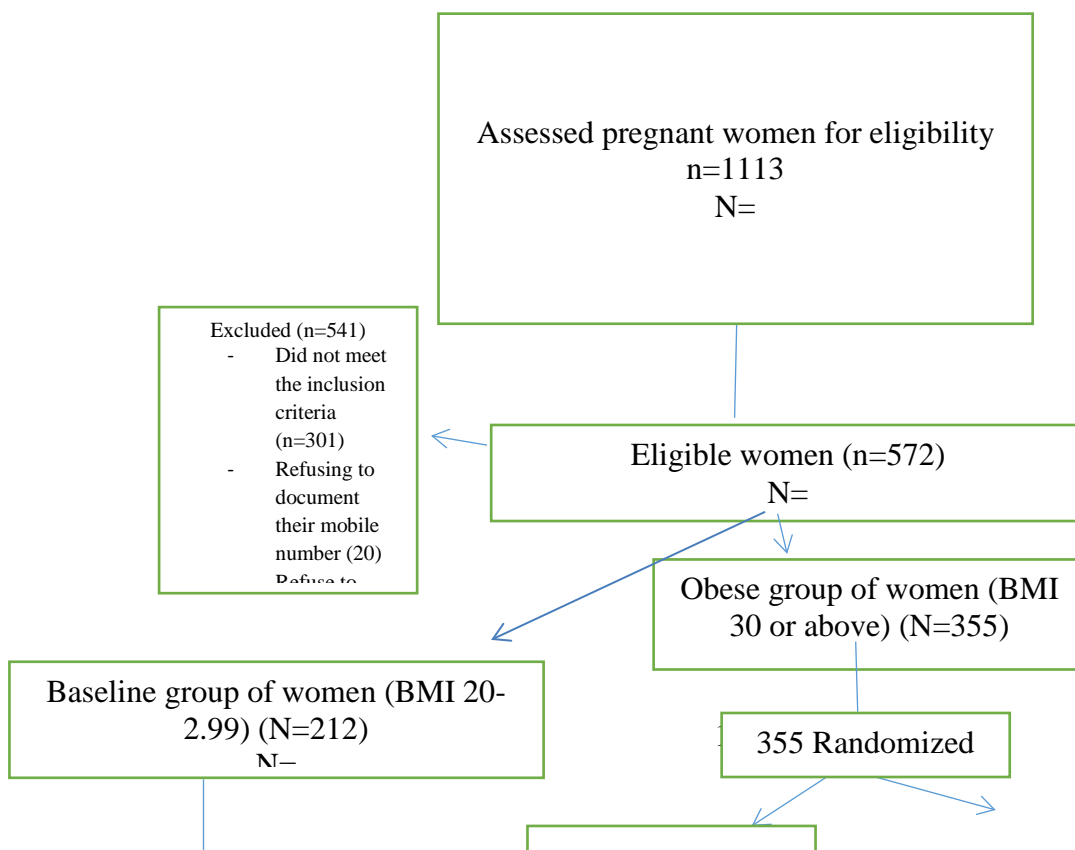 Assessed pregnant women for eligibility
n=1113
N=
Excluded (n=541)
- Did not meet
the inclusion
criteria
(n=301)
- Refusing to
document
their mobile
number (20)
Refuse to
Eligible women (n=572)
N=
Obese group of women (BMI
30 or above) (N=355)
Baseline group of women (BMI 20-
2.99) (N=212)
N=
355 Randomized